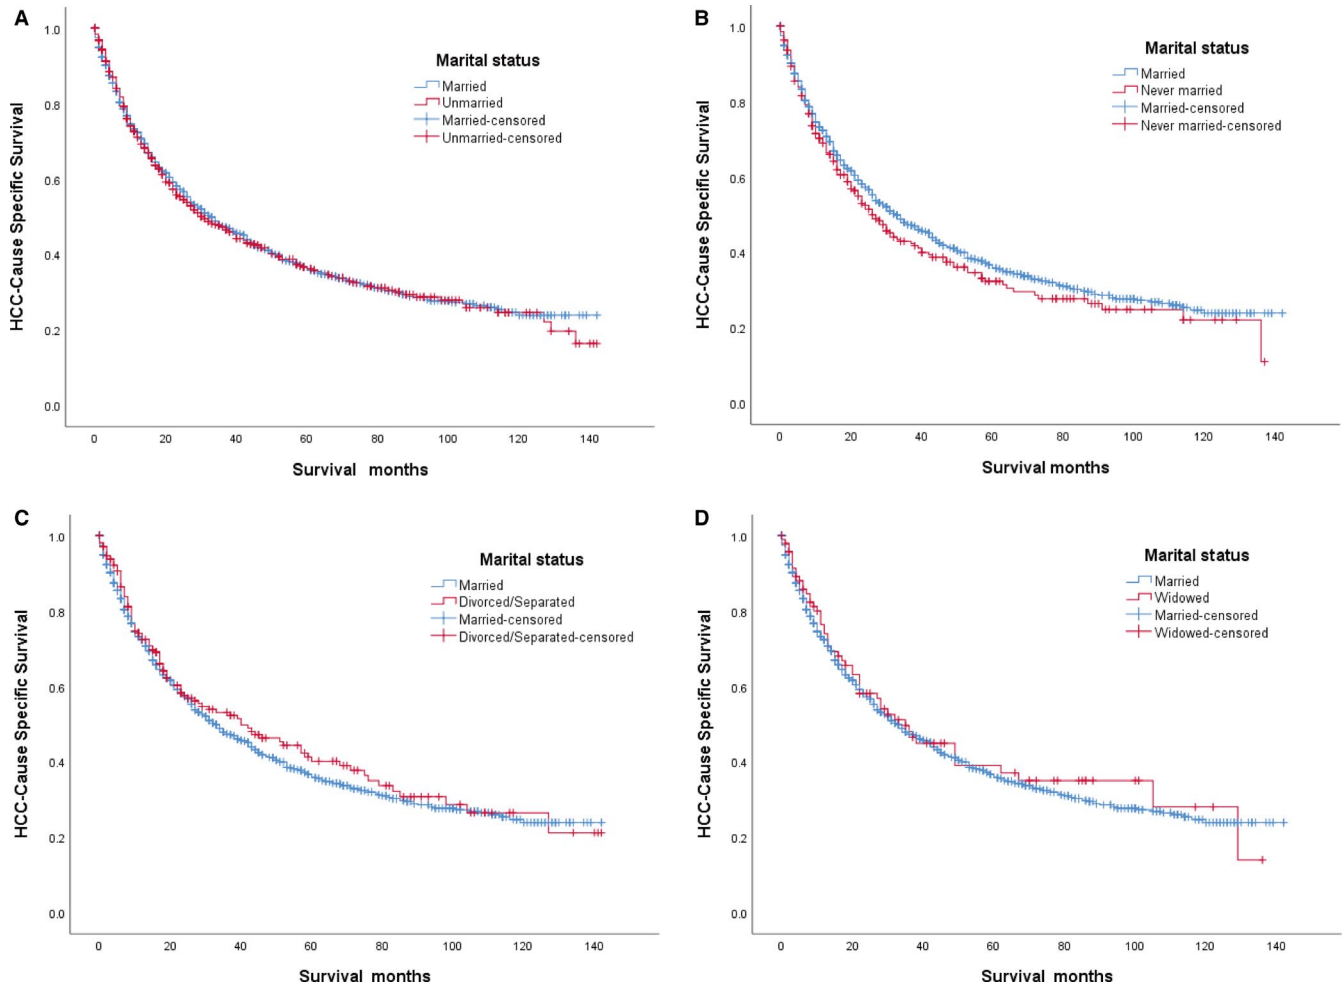 A
HCC-Cause Specific Survival
1.0
0.8
0.6
0.4
0.2
0.0
Marital status
Married
Unmarried
Married-censored
Unmarried-censored
0 20 40 60 80 100 120 140
Survival months
B
HCC-Cause Specific Survival
1.0
0.8
0.6
0.4
0.2
0.0
Marital status
Married
Never married
Married-censored
Never married-censored
0 20 40 60 80 100 120 140
Survival months
C
HCC-Cause Specific Survival
1.0
0.8
0.6
0.4
0.2
0.0
Marital status
Married
Divorced/Separated
Married-censored
Divorced/Separated-censored
0 20 40 60 80 100 120 140
Survival months
D
HCC-Cause Specific Survival
1.0
0.8
0.6
0.4
0.2
0.0
Marital status
Married
Widowed
Married-censored
Widowed-censored
0 20 40 60 80 100 120 140
Survival months